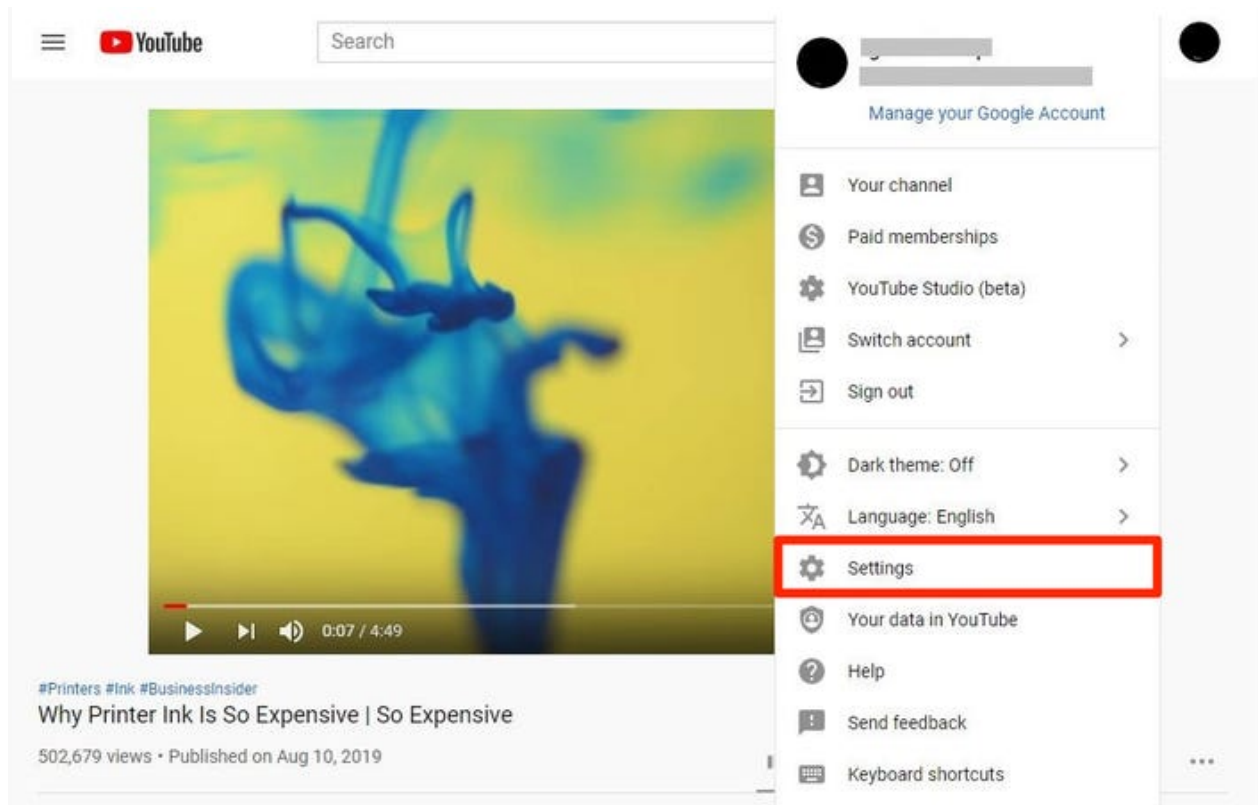 YouTube
Search
Manage your Google Account
Your channel
Paid memberships
YouTube Studio (beta)
Switch account
Sign out
Dark theme: Off
Language: English
Settings
Your data in YouTube
Help
Send feedback
Keyboard shortcuts
0:07 / 4:49
#Printers #Ink #BusinessInsider
Why Printer Ink Is So Expensive | So Expensive
502,679 views • Published on Aug 10, 2019